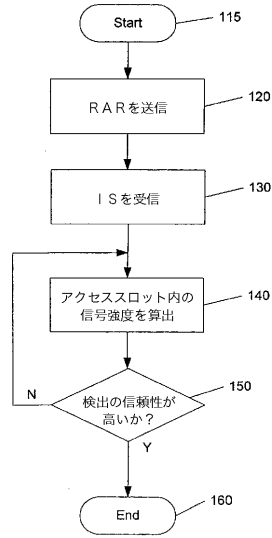 Start
115
ＲＡＲを送信
120
ＩＳを受信
130
アクセススロット内の
信号強度を算出
140
検出の信頼性が
高いか？
150
N
Y
End
160